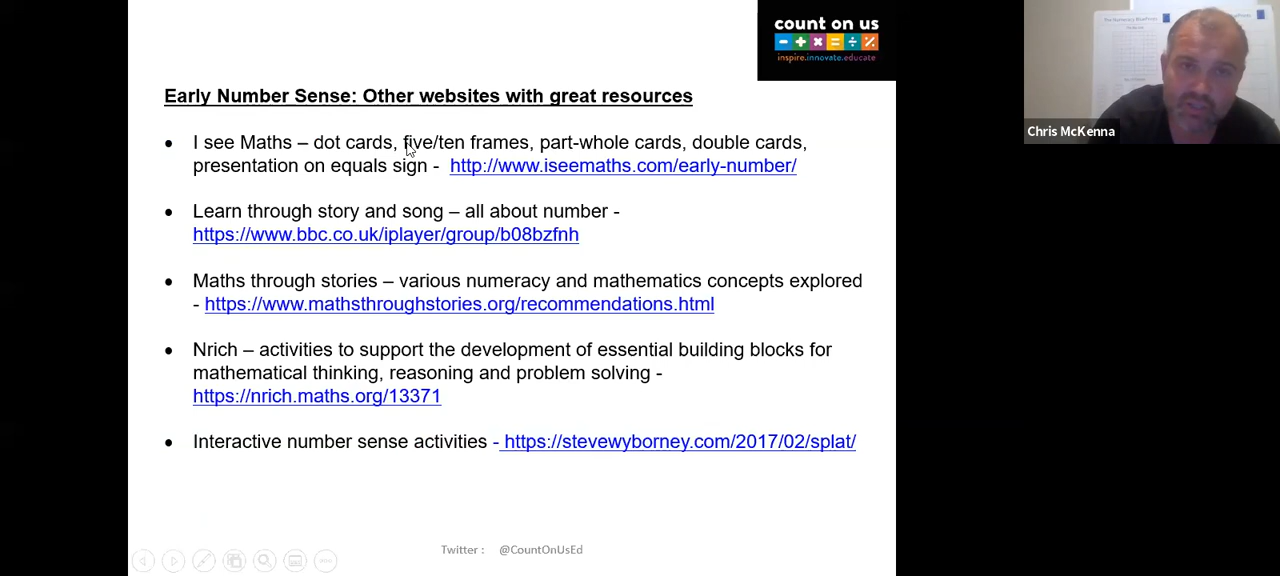 count on us
− + × = ÷ %
inspire.innovate.educate
Chris McKenna
Early Number Sense: Other websites with great resources
• I see Maths – dot cards, five/ten frames, part-whole cards, double cards,
presentation on equals sign - http://www.iseemaths.com/early-number/
• Learn through story and song – all about number -
https://www.bbc.co.uk/iplayer/group/b08bzfnh
• Maths through stories – various numeracy and mathematics concepts explored
- https://www.mathsthroughstories.org/recommendations.html
• Nrich – activities to support the development of essential building blocks for
mathematical thinking, reasoning and problem solving -
https://nrich.maths.org/13371
• Interactive number sense activities - https://stevewyborney.com/2017/02/splat/
Twitter : @CountOnUsEd